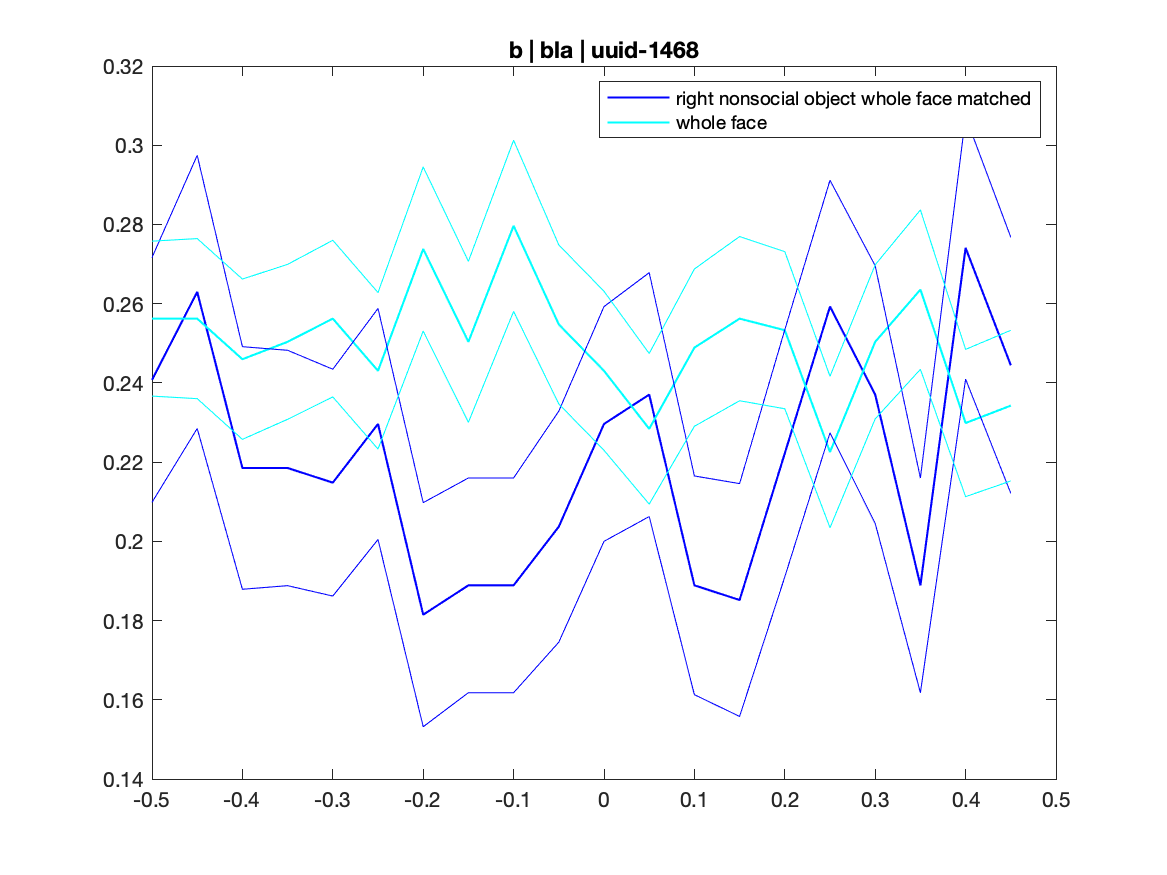 b | bla | uuid-1468
right nonsocial object whole face matched
whole face
0.32
0.3
0.28
0.26
0.24
0.22
0.2
0.18
0.16
0.14
-0.5 -0.4 -0.3 -0.2 -0.1 0 0.1 0.2 0.3 0.4 0.5